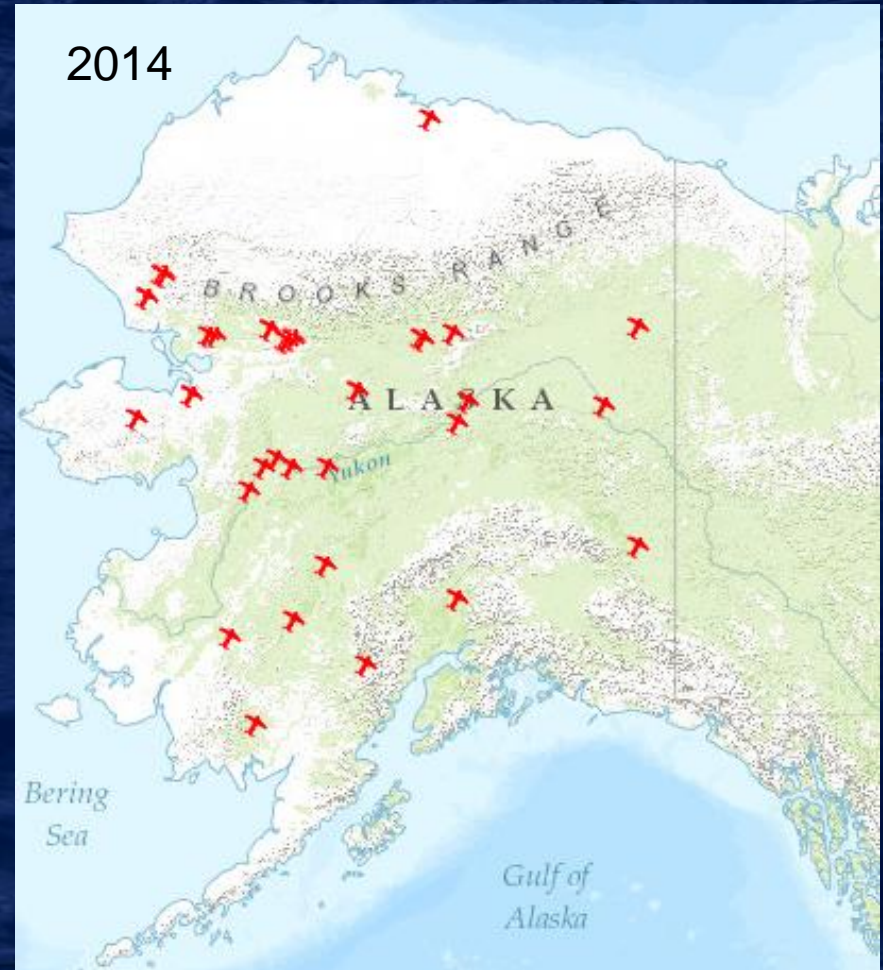 2014
BROOKS RANGE
ALASKA
Yukon
Bering
Sea
Gulf of
Alaska